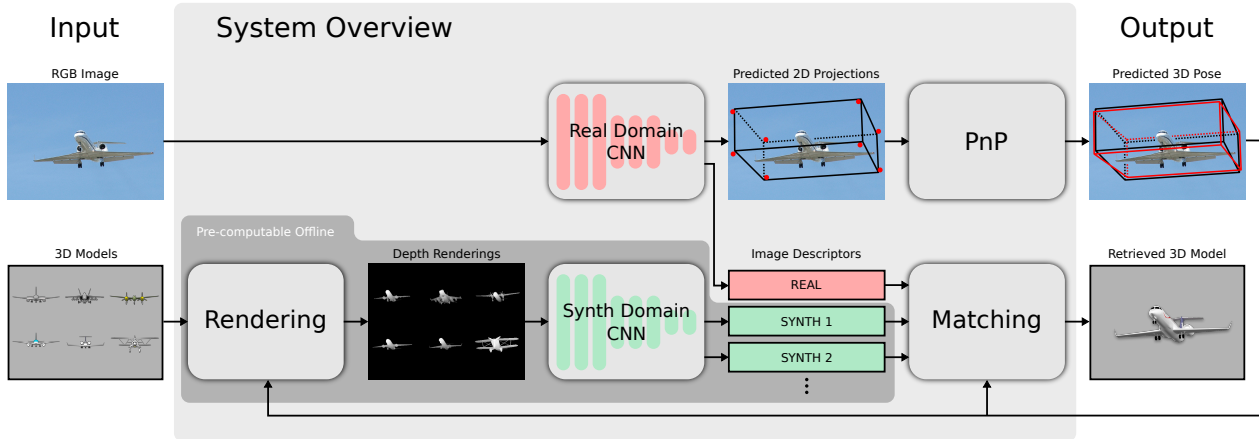 Input
System Overview
Output
RGB Image
Predicted 2D Projections
Predicted 3D Pose
Real Domain
CNN
PnP
Pre-computable Offline
3D Models
Depth Renderings
Image Descriptors
Retrieved 3D Model
Rendering
Synth Domain
CNN
REAL
SYNTH 1
SYNTH 2
Matching